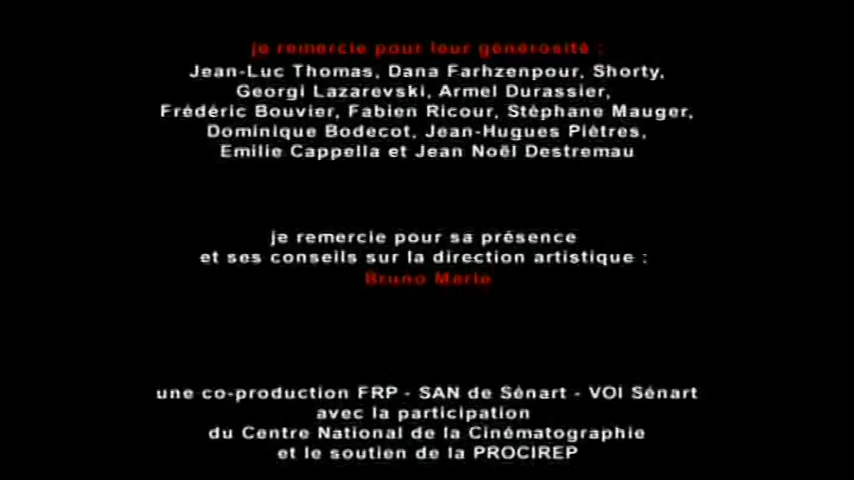 je remercie pour leur générosité :
Jean-Luc Thomas, Dana Farhzenpour, Shorty,
Georgi Lazarevski, Armel Durassier,
Frédéric Bouvier, Fabien Ricour, Stéphane Mauger,
Dominique Bodecot, Jean-Hugues Piètres,
Emilie Cappella et Jean Noël Destremau
je remercie pour sa présence
et ses conseils sur la direction artistique :
Bruno Merle
une co-production FRP - SAN de Sénart - VOI Sénart
avec la participation
du Centre National de la Cinématographie
et le soutien de la PROCIREP